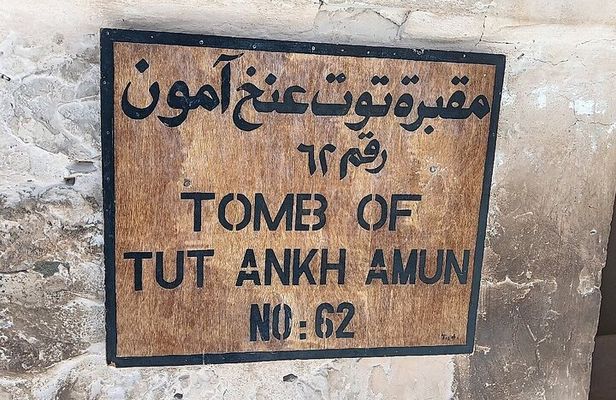 مقبرة توت عنخ آمون
رقم ٦٢
TOMB OF
TUT ANKH AMUN
NO: 62